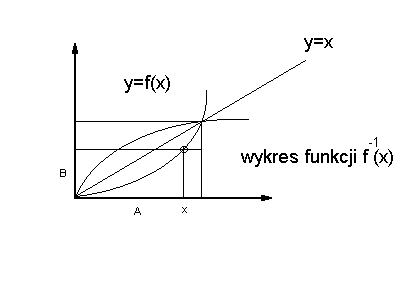 y=x
y=f(x)
wykres funkcji f⁻¹(x)
B
A
x